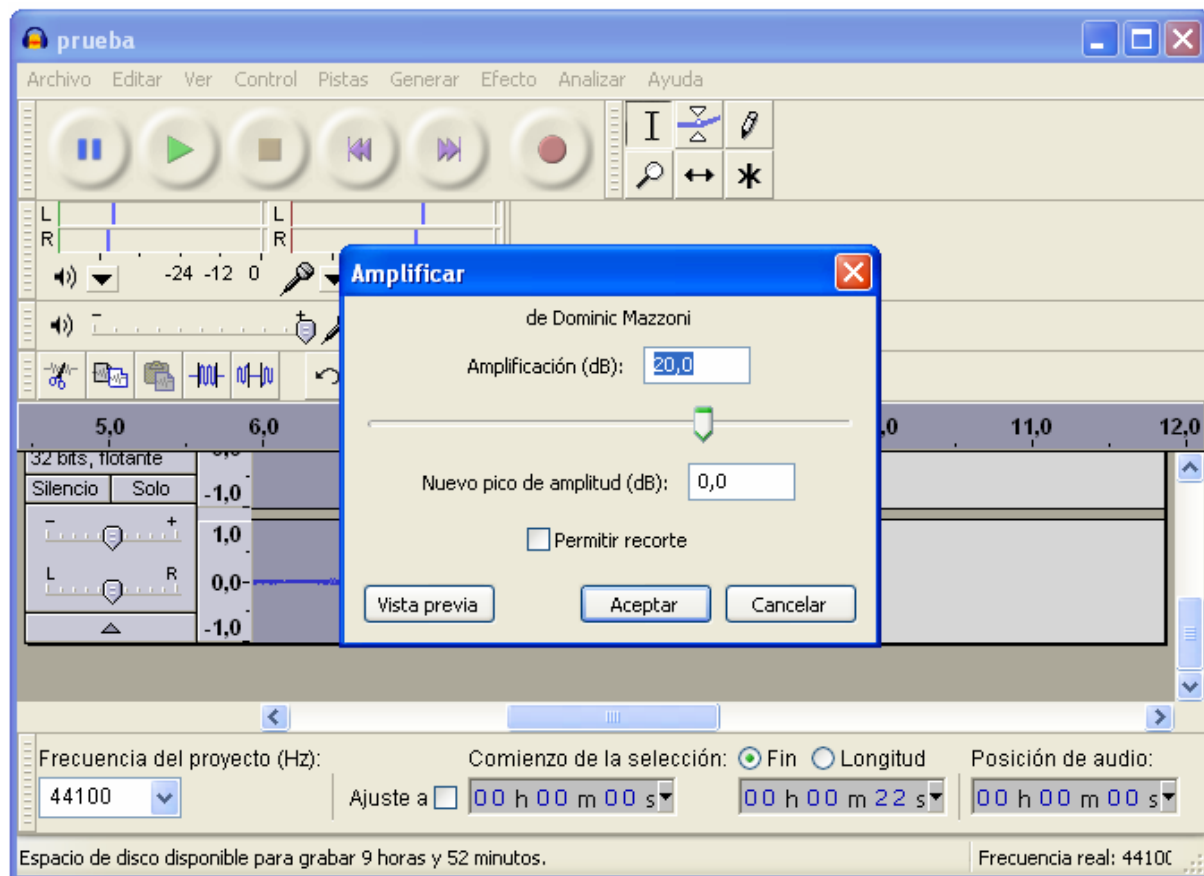 prueba
Archivo Editar Ver Control Pistas Generar Efecto Analizar Ayuda
L
R
L
R
-24 -12 0
Amplificar
de Dominic Mazzoni
Amplificación (dB): 20,0
Nuevo pico de amplitud (dB): 0,0
Permitir recorte
Vista previa Aceptar Cancelar
- +
5,0 6,0 ,0 11,0 12,0
32 bits, flotante
Silencio Solo
-1,0
- +
L R
1,0
0,0
-1,0
Frecuencia del proyecto (Hz):
44100
Comienzo de la selección: Fin Longitud
Posición de audio:
Ajuste a 00 h 00 m 00 s 00 h 00 m 22 s 00 h 00 m 00 s
Espacio de disco disponible para grabar 9 horas y 52 minutos.
Frecuencia real: 4410